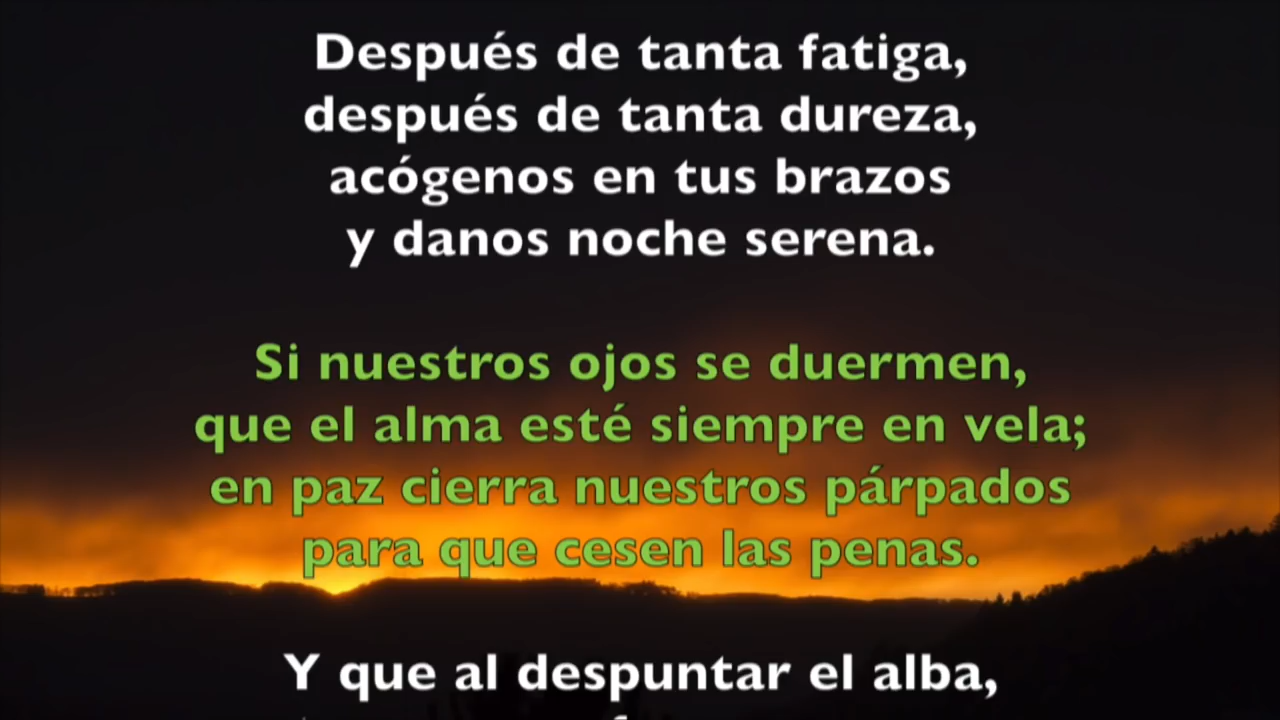 Después de tanta fatiga,
después de tanta dureza,
acógenos en tus brazos
y danos noche serena.
Si nuestros ojos se duermen,
que el alma esté siempre en vela;
en paz cierra nuestros párpados
para que cesen las penas.
Y que al despuntar el alba,